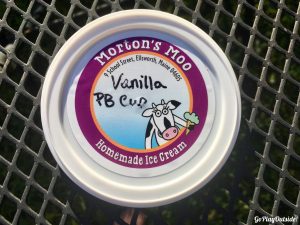 Morton's Moo
9 School Street, Ellsworth, Maine 04605
Vanilla
PB Cup
Homemade Ice Cream
GoPlayOutside!